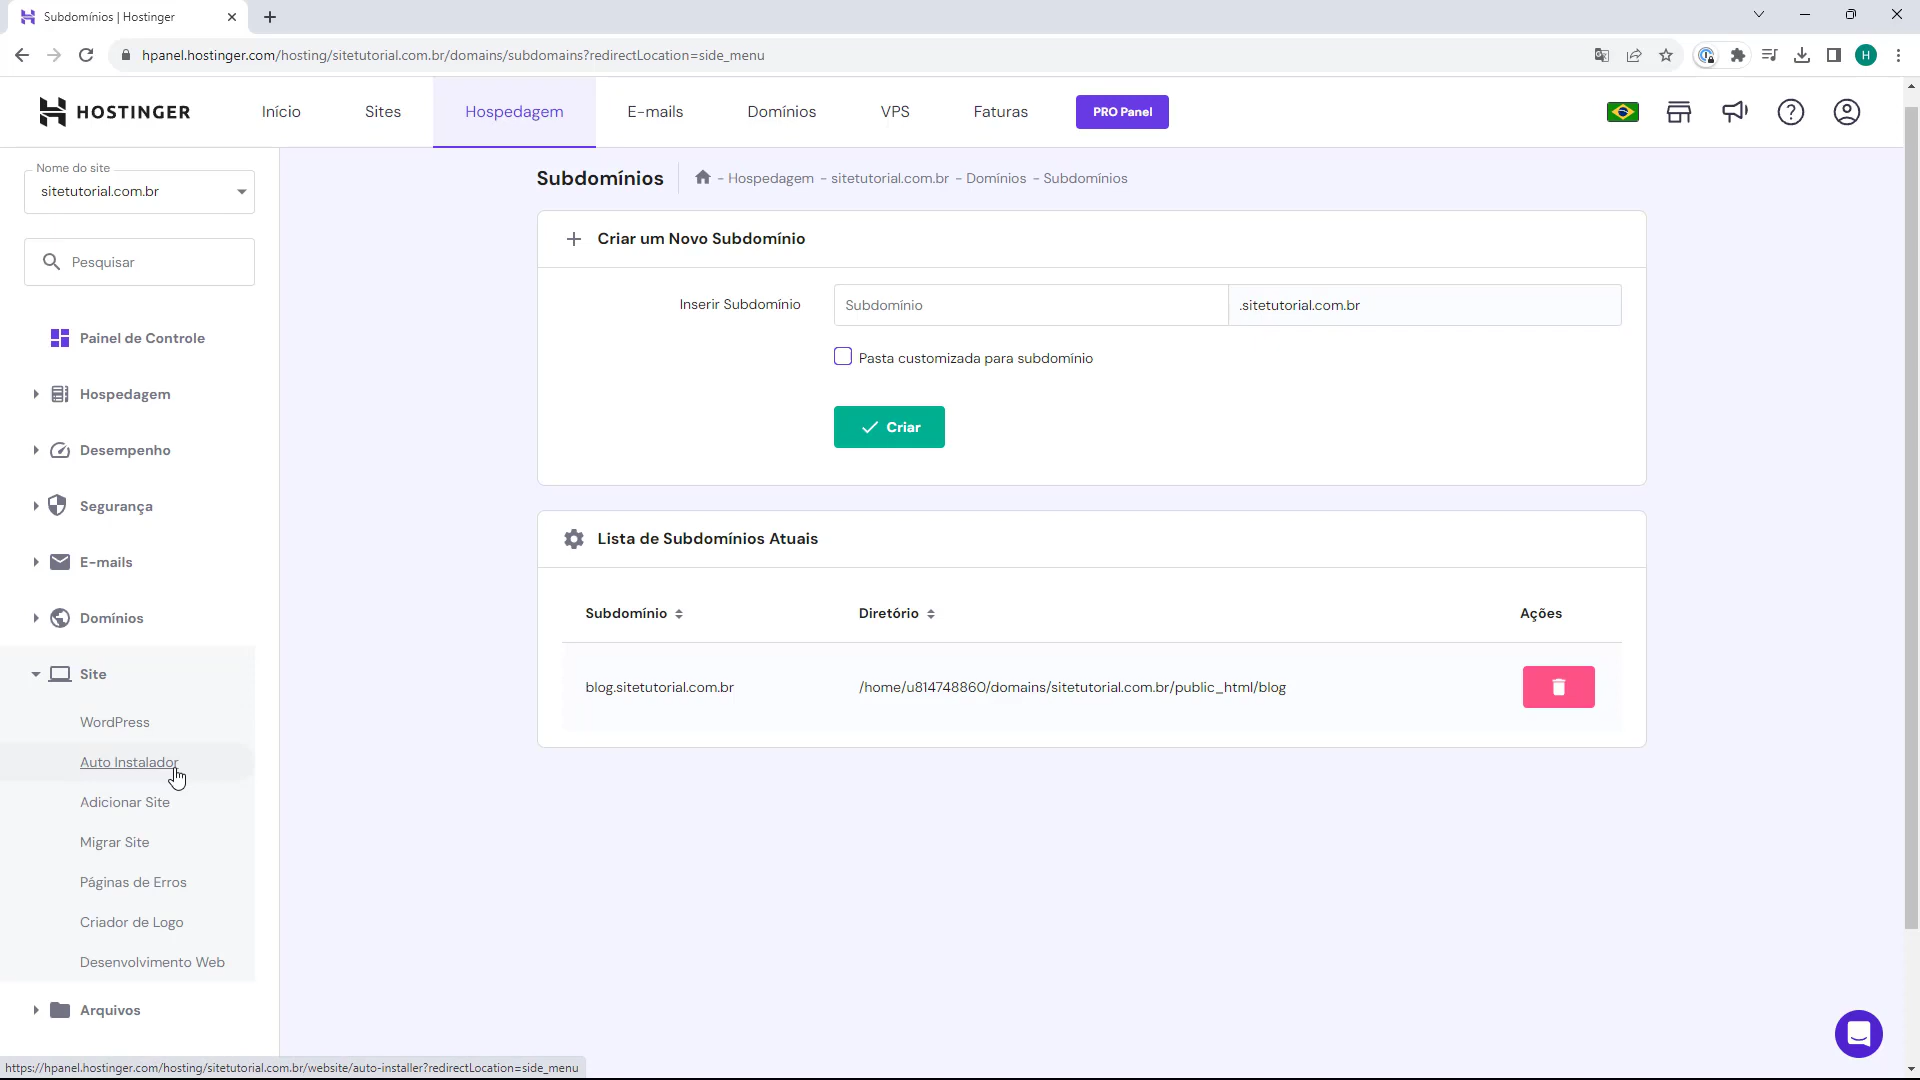 Subdomínios | Hostinger
hpanel.hostinger.com/hosting/sitetutorial.com.br/domains/subdomains?redirectLocation=side_menu
H
HOSTINGER
Início
Sites
Hospedagem
E-mails
Domínios
VPS
Faturas
PRO Panel
Nome do site
sitetutorial.com.br
Pesquisar
Painel de Controle
Hospedagem
Desempenho
Segurança
E-mails
Domínios
Site
WordPress
Auto Instalador
Adicionar Site
Migrar Site
Páginas de Erros
Criador de Logo
Desenvolvimento Web
Arquivos
Subdomínios
- Hospedagem - sitetutorial.com.br - Domínios - Subdomínios
Criar um Novo Subdomínio
Inserir Subdomínio
Subdomínio
.sitetutorial.com.br
Pasta customizada para subdomínio
Criar
Lista de Subdomínios Atuais
Subdomínio
Diretório
Ações
blog.sitetutorial.com.br
/home/u814748860/domains/sitetutorial.com.br/public_html/blog
https://hpanel.hostinger.com/hosting/sitetutorial.com.br/website/auto-installer?redirectLocation=side_menu